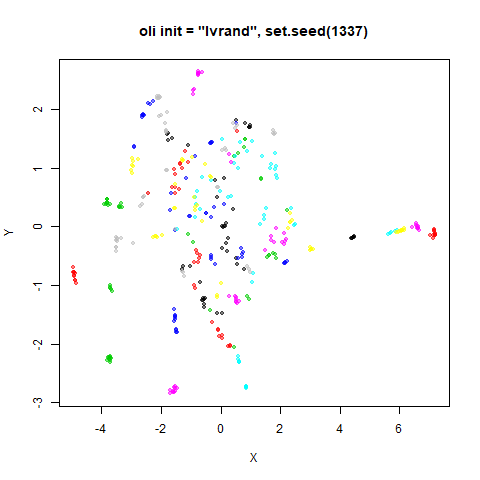 oli init = "lvrand", set.seed(1337)
Y
-3 -2 -1 0 1 2
-4 -2 0 2 4 6
X